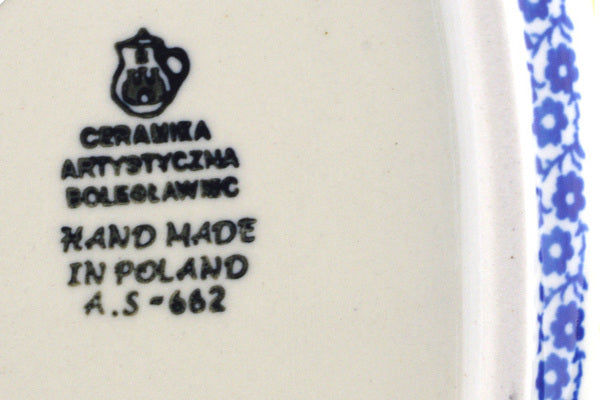 CERAMIKA
ARTYSTYCZNA
BOLESŁAWIEC
HAND MADE
IN POLAND
A.S-662